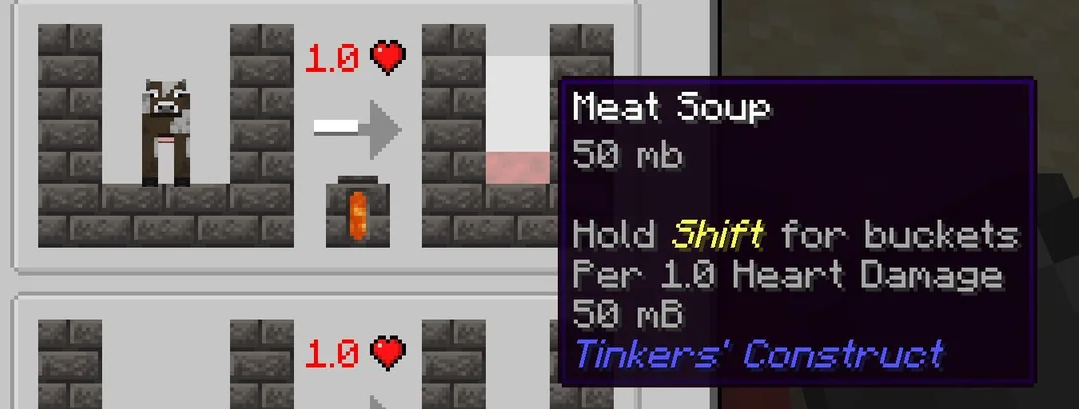 1.0
Meat Soup
50 mb
Hold Shift for buckets
Per 1.0 Heart Damage
50 mB
Tinkers' Construct
1.0